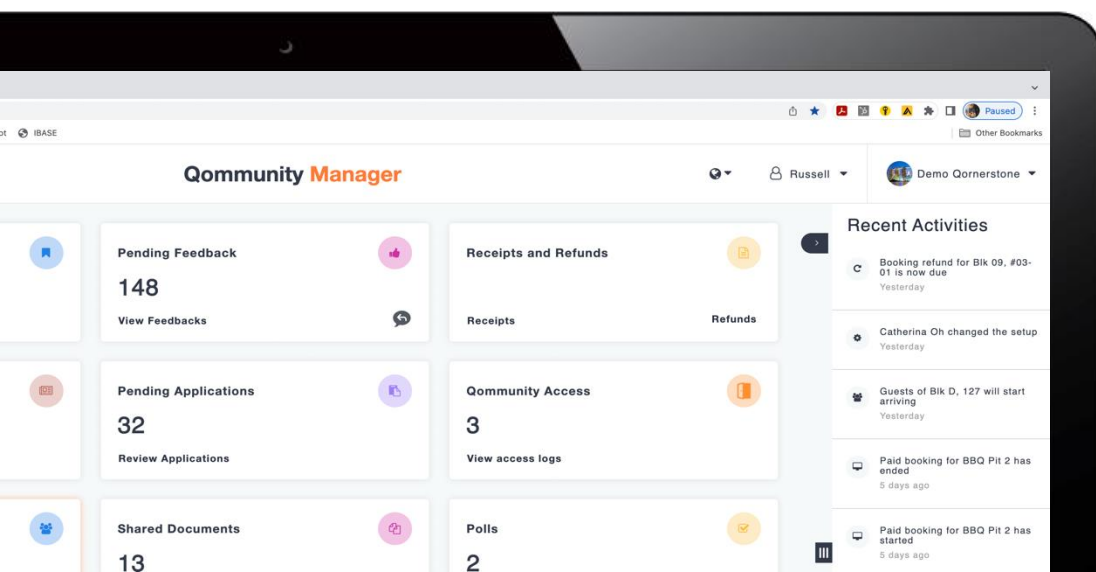 Paused
ot IBASE
Other Bookmarks
Qommunity Manager
Russell
Demo Qornerstone
Pending Feedback
148
View Feedbacks
Receipts and Refunds
Receipts
Refunds
Pending Applications
32
Review Applications
Qommunity Access
3
View access logs
Shared Documents
13
Polls
2
Recent Activities
Booking refund for Blk 09, #03-
01 is now due
Yesterday
Catherina Oh changed the setup
Yesterday
Guests of Blk D, 127 will start
arriving
Yesterday
Paid booking for BBQ Pit 2 has
ended
5 days ago
Paid booking for BBQ Pit 2 has
started
5 days ago